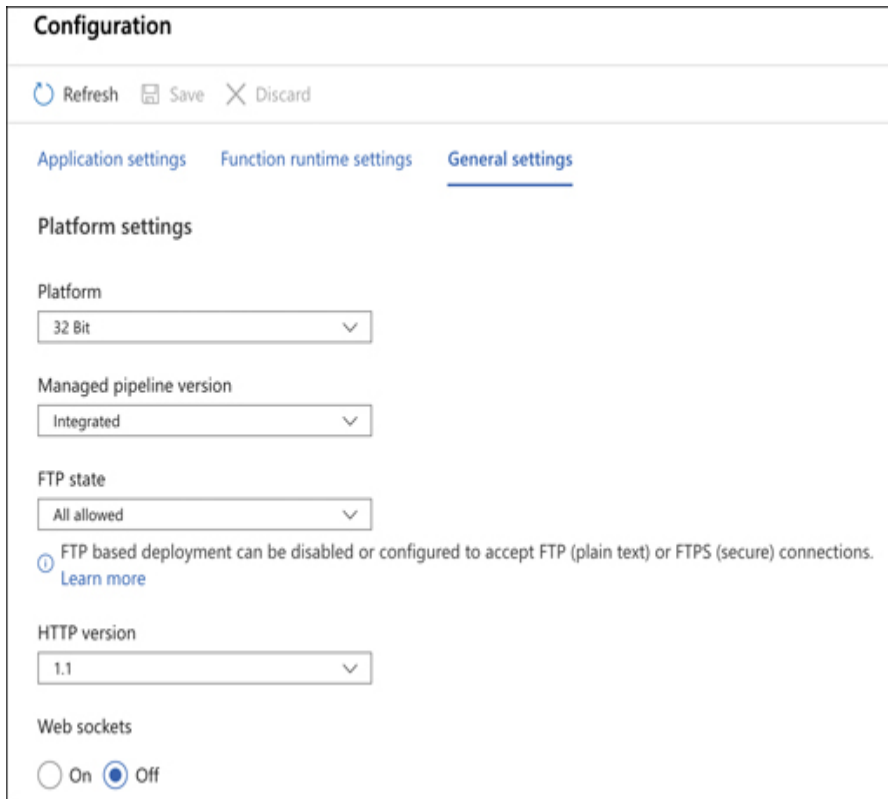 Configuration
Refresh Save Discard
Application settings Function runtime settings General settings
Platform settings
Platform
32 Bit
Managed pipeline version
Integrated
FTP state
All allowed
FTP based deployment can be disabled or configured to accept FTP (plain text) or FTPS (secure) connections.
Learn more
HTTP version
1.1
Web sockets
On Off